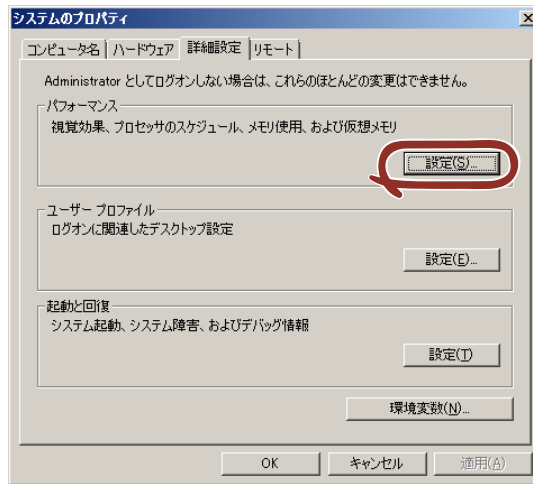 システムのプロパティ
コンピュータ名 ハードウェア 詳細設定 リモート
Administrator としてログオンしない場合は、これらのほとんどの変更はできません。
パフォーマンス
視覚効果、プロセッサのスケジュール、メモリ使用、および仮想メモリ
設定(S)...
ユーザー プロファイル
ログオンに関連したデスクトップ設定
設定(E)...
起動と回復
システム起動、システム障害、およびデバッグ情報
設定(T)
環境変数(N)...
OK キャンセル 適用(A)